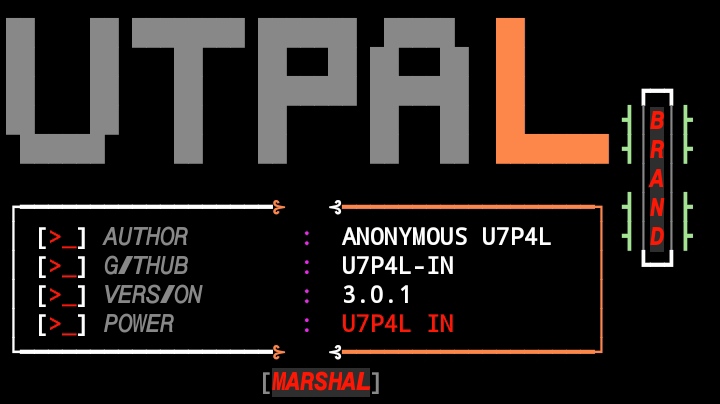 UTPAL
BRAND
[>_] AUTHOR : ANONYMOUS U7P4L
[>_] G/THUB : U7P4L-IN
[>_] VERS/ON : 3.0.1
[>_] POWER : U7P4L IN
[MARSHAL]